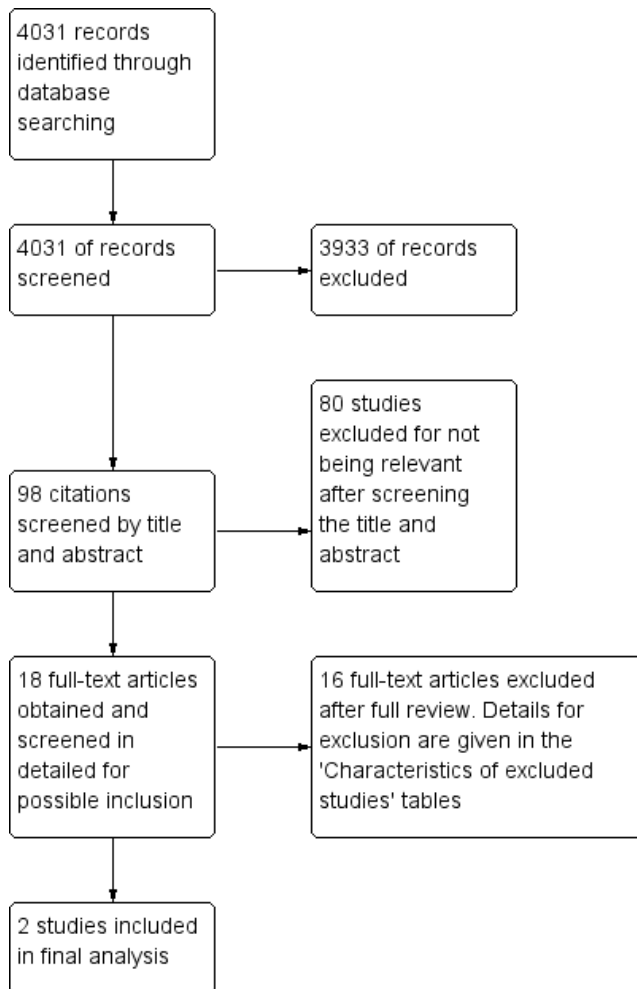 4031 records
identified through
database
searching
4031 of records
screened
3933 of records
excluded
80 studies
excluded for not
being relevant
after screening
the title and
abstract
98 citations
screened by title
and abstract
18 full-text articles
obtained and
screened in
detailed for
possible inclusion
16 full-text articles excluded
after full review. Details for
exclusion are given in the
'Characteristics of excluded
studies' tables
2 studies included
in final analysis